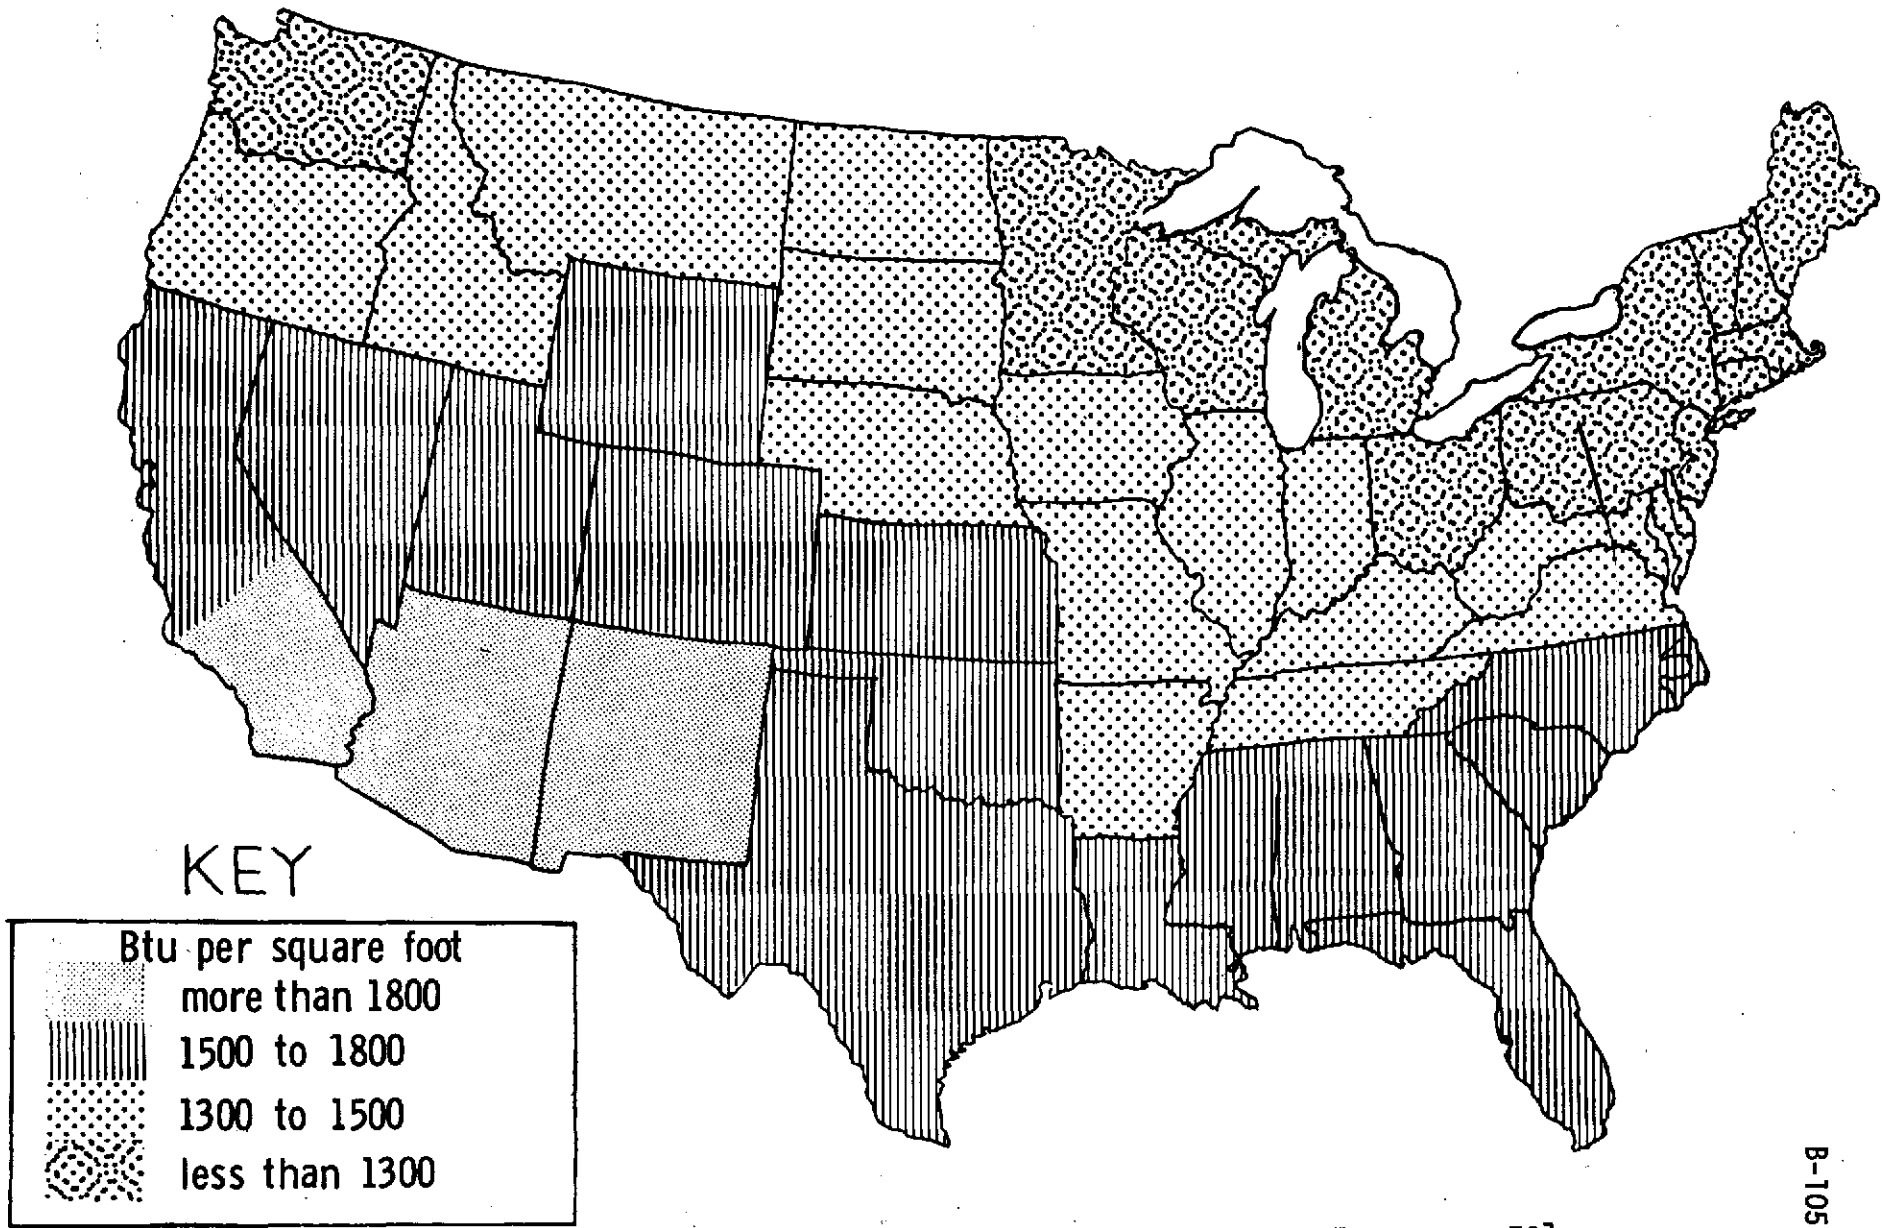 KEY
Btu per square foot
more than 1800
1500 to 1800
1300 to 1500
less than 1300
B-105